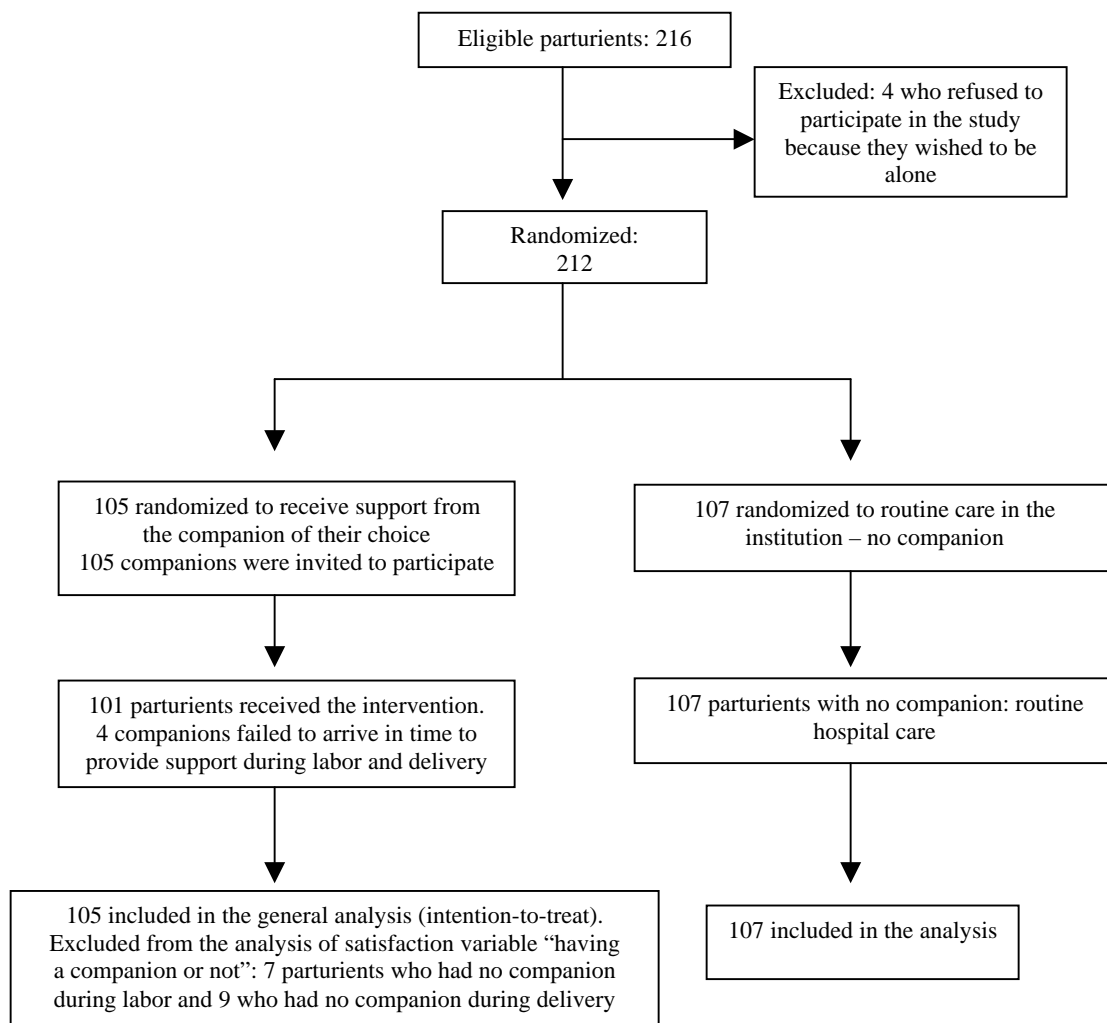 Eligible parturients: 216
Excluded: 4 who refused to
participate in the study
because they wished to be
alone
Randomized:
212
105 randomized to receive support from
the companion of their choice
105 companions were invited to participate
107 randomized to routine care in the
institution – no companion
101 parturients received the intervention.
4 companions failed to arrive in time to
provide support during labor and delivery
107 parturients with no companion: routine
hospital care
105 included in the general analysis (intention-to-treat).
Excluded from the analysis of satisfaction variable “having
a companion or not”: 7 parturients who had no companion
during labor and 9 who had no companion during delivery
107 included in the analysis